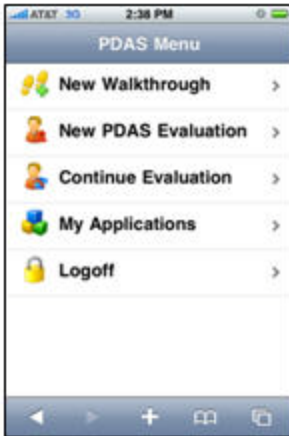 AT&T 3G 2:38 PM
PDAS Menu
New Walkthrough
New PDAS Evaluation
Continue Evaluation
My Applications
Logoff